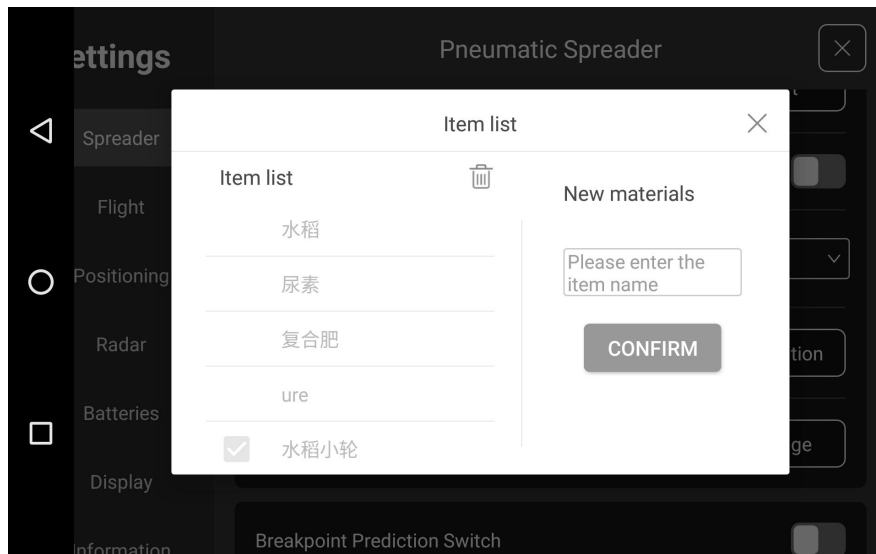 ettings
Pneumatic Spreader
Spreader
Flight
Positioning
Radar
Batteries
Display
Information
Item list
Item list
水稻
尿素
复合肥
ure
水稻小轮
New materials
Please enter the
item name
CONFIRM
t
tion
ge
Breakpoint Prediction Switch